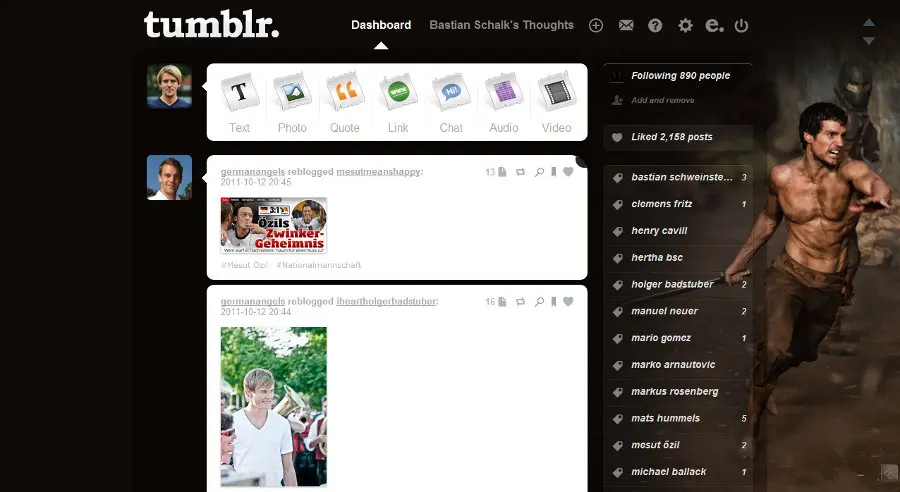 tumblr.
Dashboard
Bastian Schalk's Thoughts
Following 890 people
Add and remove
Liked 2,158 posts
T
www
Hi!
Text
Photo
Quote
Link
Chat
Audio
Video
germanangels reblogged mesutmeanshappy:
13
2011-10-12 20:45
3:1
Özils
Zwinker-
Geheimnis
#Mesut Özil #Nationalmannschaft
germanangels reblogged iheartholgerbadstuber:
16
2011-10-12 20:44
bastian schweinste... 3
clemens fritz 1
henry cavill
hertha bsc
holger badstuber 2
manuel neuer 2
mario gomez 1
marko arnautovic
markus rosenberg
mats hummels 5
mesut özil 2
michael ballack 1